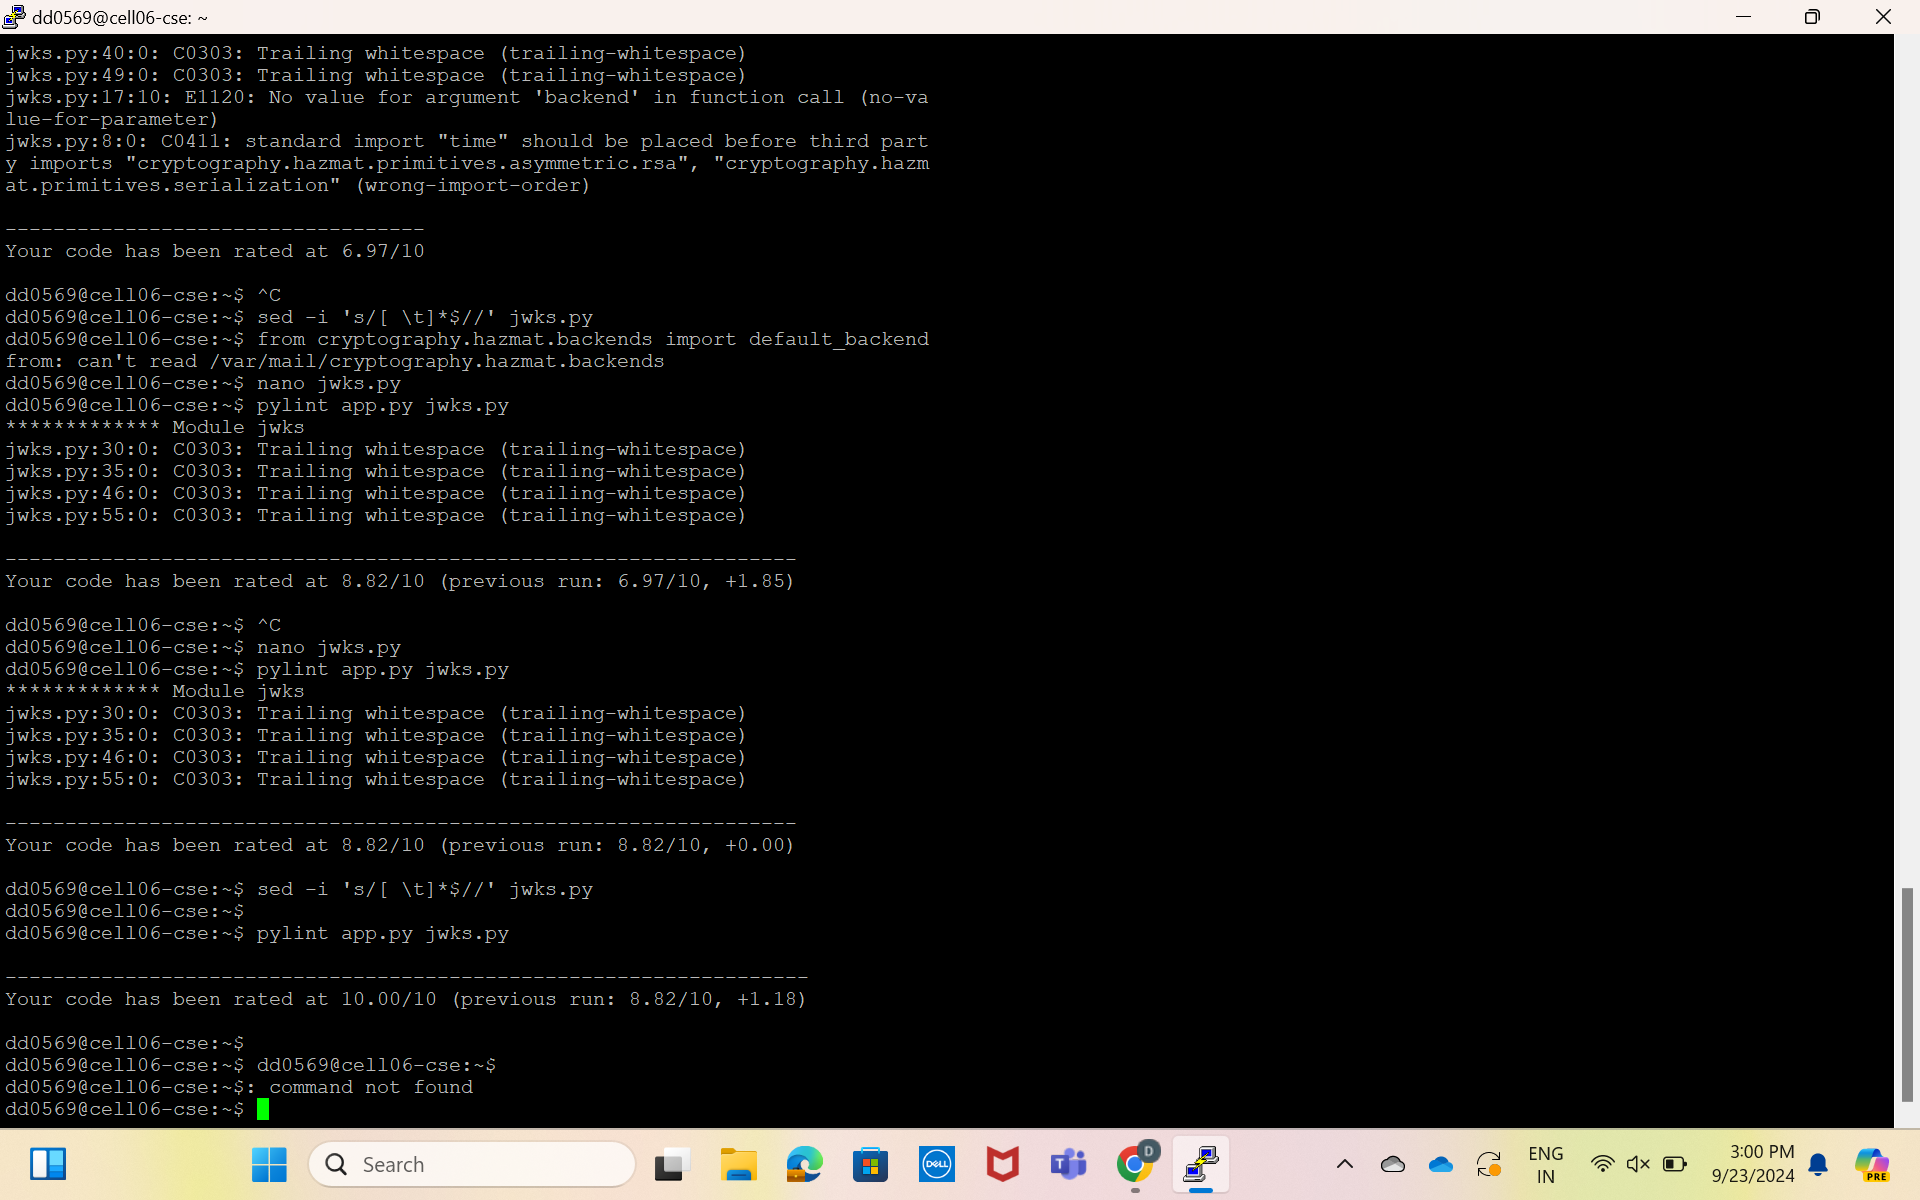 dd0569@cell06-cse: ~
jwks.py:40:0: C0303: Trailing whitespace (trailing-whitespace)
jwks.py:49:0: C0303: Trailing whitespace (trailing-whitespace)
jwks.py:17:10: E1120: No value for argument 'backend' in function call (no-va
lue-for-parameter)
jwks.py:8:0: C0411: standard import "time" should be placed before third part
y imports "cryptography.hazmat.primitives.asymmetric.rsa", "cryptography.hazm
at.primitives.serialization" (wrong-import-order)
-----------------------------------
Your code has been rated at 6.97/10
dd0569@cell06-cse:~$ ^C
dd0569@cell06-cse:~$ sed -i 's/[ \t]*$//' jwks.py
dd0569@cell06-cse:~$ from cryptography.hazmat.backends import default_backend
from: can't read /var/mail/cryptography.hazmat.backends
dd0569@cell06-cse:~$ nano jwks.py
dd0569@cell06-cse:~$ pylint app.py jwks.py
************* Module jwks
jwks.py:30:0: C0303: Trailing whitespace (trailing-whitespace)
jwks.py:35:0: C0303: Trailing whitespace (trailing-whitespace)
jwks.py:46:0: C0303: Trailing whitespace (trailing-whitespace)
jwks.py:55:0: C0303: Trailing whitespace (trailing-whitespace)
------------------------------------------------------------------
Your code has been rated at 8.82/10 (previous run: 6.97/10, +1.85)
dd0569@cell06-cse:~$ ^C
dd0569@cell06-cse:~$ nano jwks.py
dd0569@cell06-cse:~$ pylint app.py jwks.py
************* Module jwks
jwks.py:30:0: C0303: Trailing whitespace (trailing-whitespace)
jwks.py:35:0: C0303: Trailing whitespace (trailing-whitespace)
jwks.py:46:0: C0303: Trailing whitespace (trailing-whitespace)
jwks.py:55:0: C0303: Trailing whitespace (trailing-whitespace)
------------------------------------------------------------------
Your code has been rated at 8.82/10 (previous run: 8.82/10, +0.00)
dd0569@cell06-cse:~$ sed -i 's/[ \t]*$//' jwks.py
dd0569@cell06-cse:~$
dd0569@cell06-cse:~$ pylint app.py jwks.py
-------------------------------------------------------------------
Your code has been rated at 10.00/10 (previous run: 8.82/10, +1.18)
dd0569@cell06-cse:~$
dd0569@cell06-cse:~$ dd0569@cell06-cse:~$
dd0569@cell06-cse:~$: command not found
dd0569@cell06-cse:~$
Search
DELL
T
D
ENG
IN
3:00 PM
9/23/2024
PRE